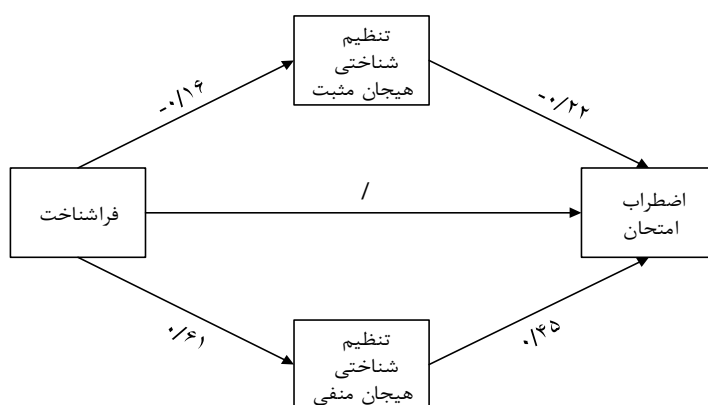 تنظیم
شناختی
هیجان مثبت
-۰/۱۶
-۰/۲۲
فراشناخت
/
اضطراب
امتحان
۰/۶۱
۰/۴۵
تنظیم
شناختی
هیجان منفی